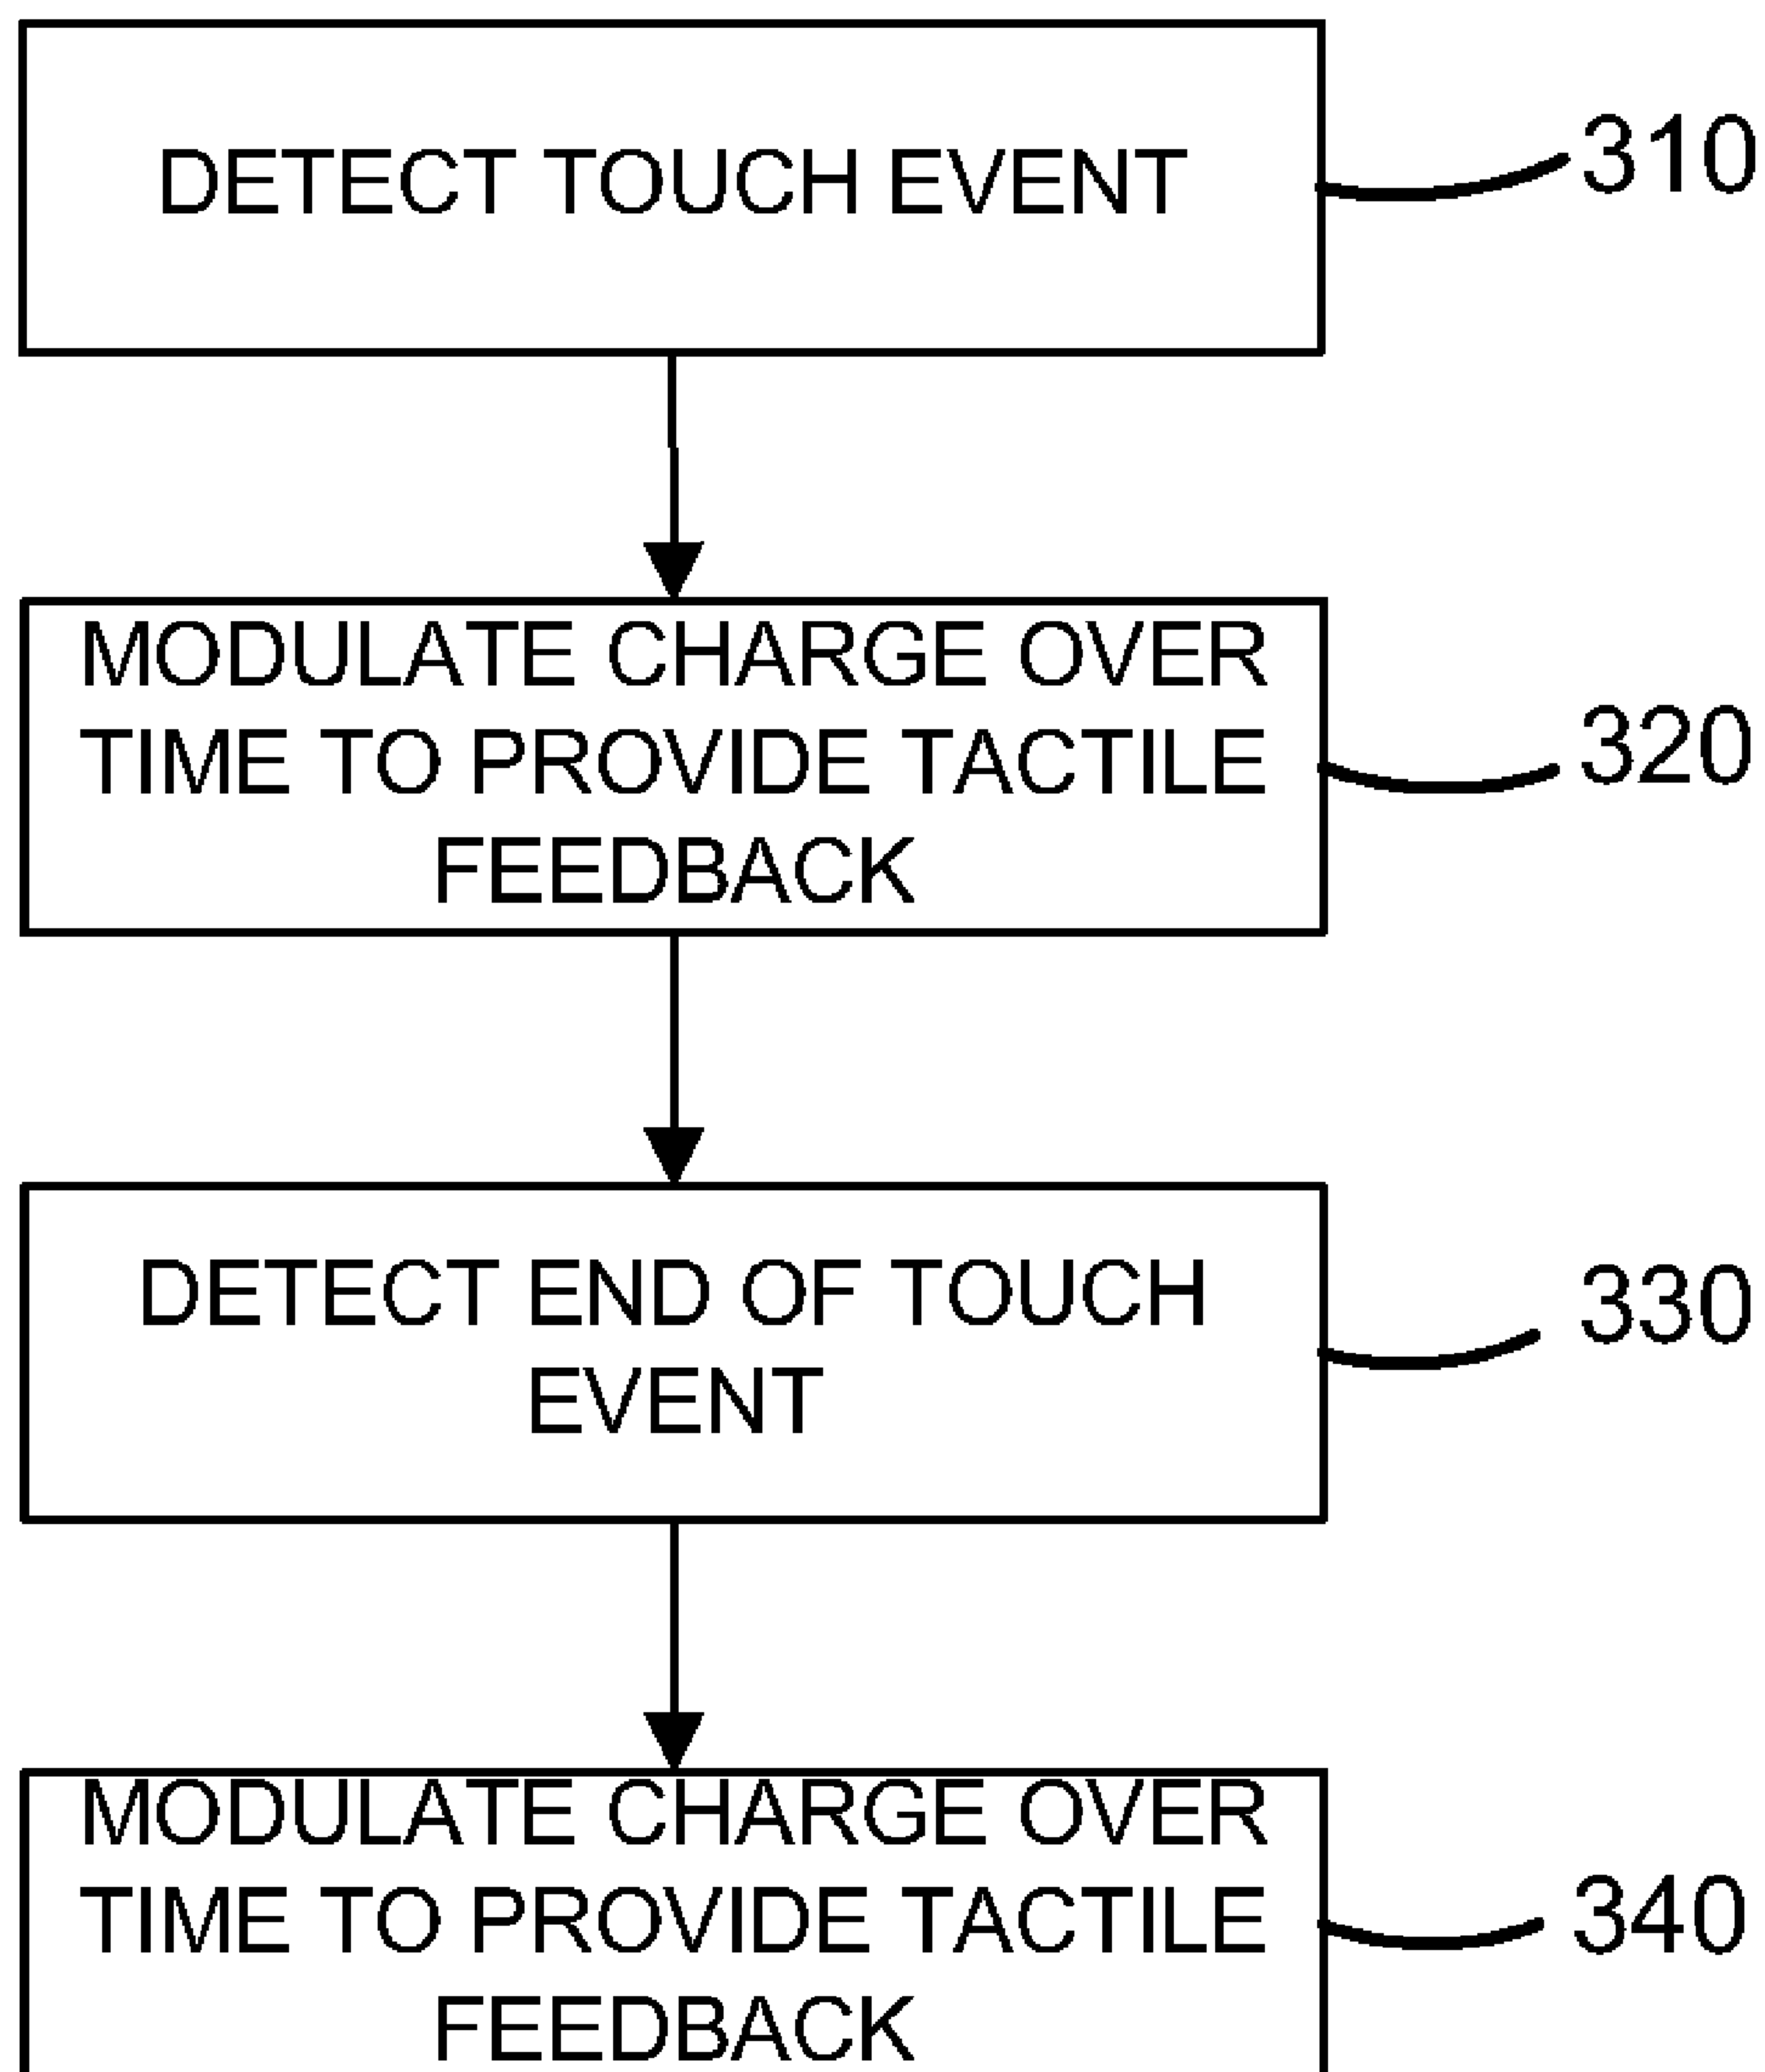 DETECT TOUCH EVENT
310
MODULATE CHARGE OVER
TIME TO PROVIDE TACTILE
FEEDBACK
320
DETECT END OF TOUCH
EVENT
330
MODULATE CHARGE OVER
TIME TO PROVIDE TACTILE
FEEDBACK
340